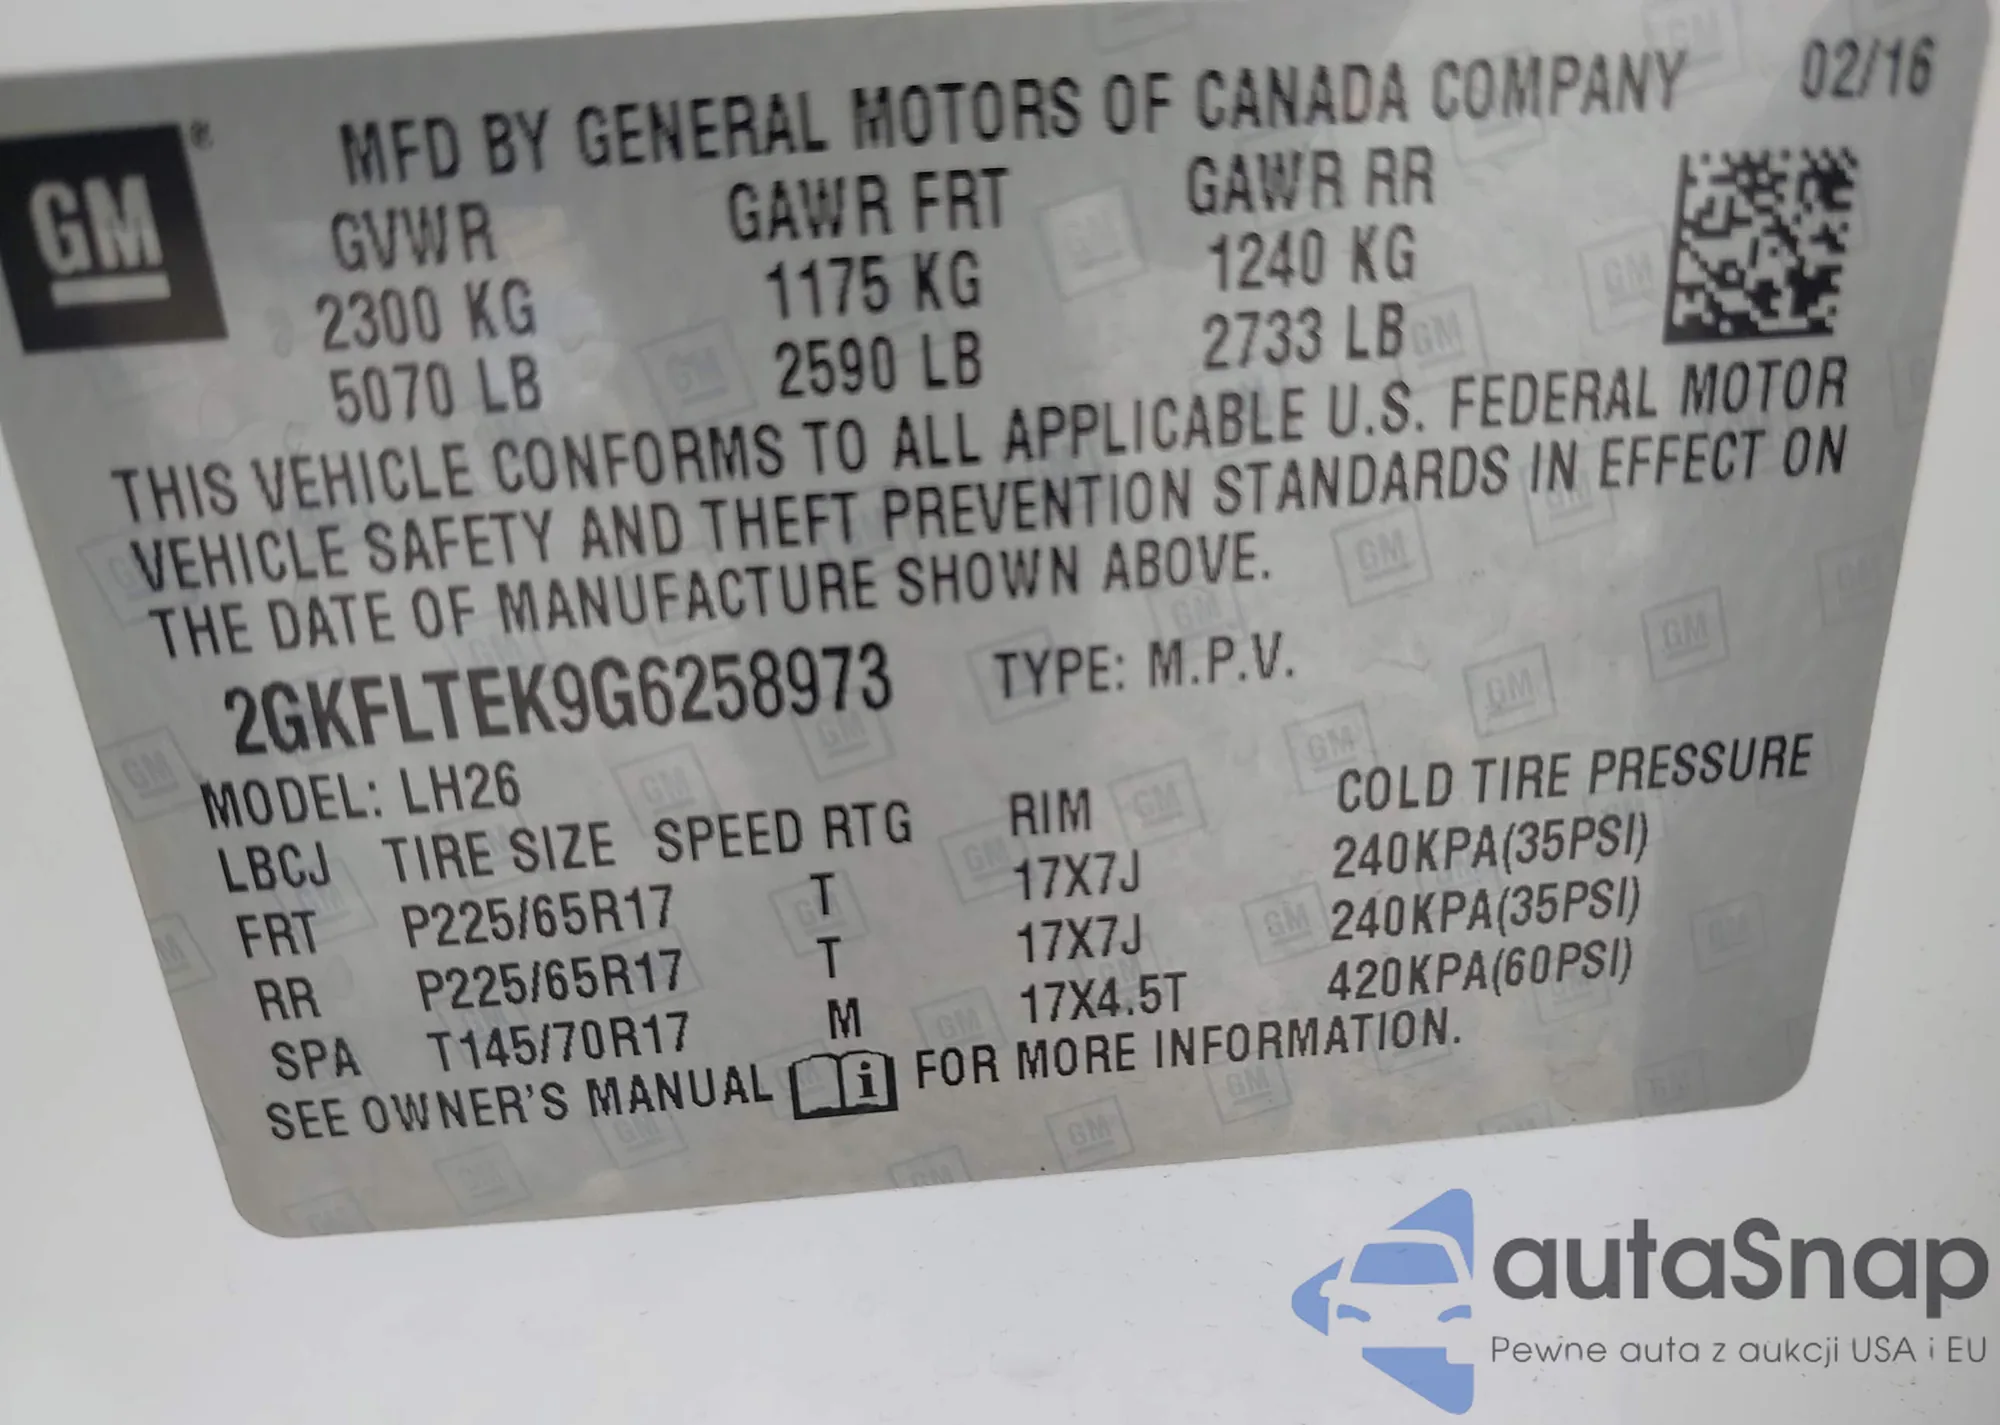 GM®
MFD BY GENERAL MOTORS OF CANADA COMPANY 02/16
GVWR GAWR FRT GAWR RR
2300 KG 1175 KG 1240 KG
5070 LB 2590 LB 2733 LB
THIS VEHICLE CONFORMS TO ALL APPLICABLE U.S. FEDERAL MOTOR
VEHICLE SAFETY AND THEFT PREVENTION STANDARDS IN EFFECT ON
THE DATE OF MANUFACTURE SHOWN ABOVE.
2GKFLTEK9G6258973 TYPE: M.P.V.
MODEL: LH26
LBCJ TIRE SIZE SPEED RTG RIM COLD TIRE PRESSURE
FRT P225/65R17 T 17X7J 240KPA(35PSI)
RR P225/65R17 T 17X7J 240KPA(35PSI)
SPA T145/70R17 M 17X4.5T 420KPA(60PSI)
SEE OWNER'S MANUAL i FOR MORE INFORMATION.
autaSnap
Pewne auta z aukcji USA i EU